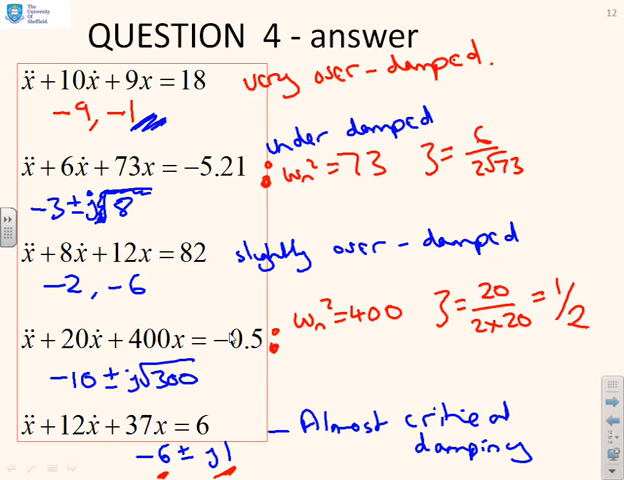 The
University
Of
Sheffield.
12
QUESTION 4 - answer
ẍ + 10ẋ + 9x = 18 very over-damped.
-9, -1
under damped
ẍ + 6ẋ + 73x = -5.21 : ωn² = 73 ζ = 6/2√73
-3 ± j√8
ẍ + 8ẋ + 12x = 82 slightly over-damped
-2, -6
ẍ + 20ẋ + 400x = -0.5 : ωn² = 400 ζ = 20/2×20 = 1/2
-10 ± j√300
ẍ + 12ẋ + 37x = 6 - Almost critical
damping
-6 ± j1